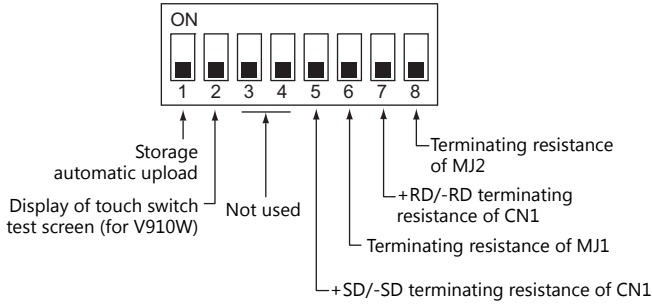 ON
1 2 3 4 5 6 7 8
Storage
automatic upload
Display of touch switch
test screen (for V910W)
Not used
Terminating resistance
of MJ2
+RD/-RD terminating
resistance of CN1
Terminating resistance of MJ1
+SD/-SD terminating resistance of CN1